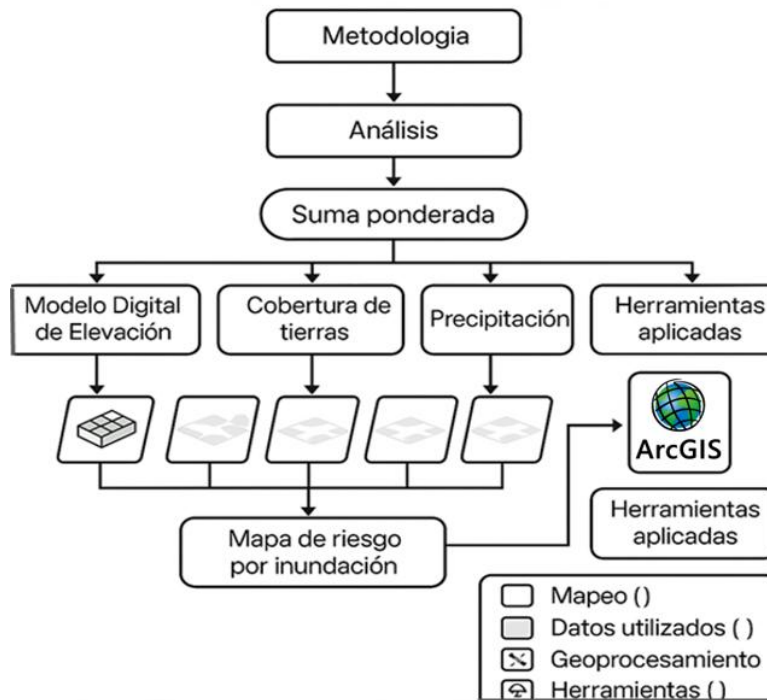 Metodologia
Análisis
Suma ponderada
Modelo Digital
de Elevación
Cobertura de
tierras
Precipitación
Herramientas
aplicadas
ArcGIS
Mapa de riesgo
por inundación
Herramientas
aplicadas
Mapeo ()
Datos utilizados ()
Geoprocesamiento
Herramientas ()